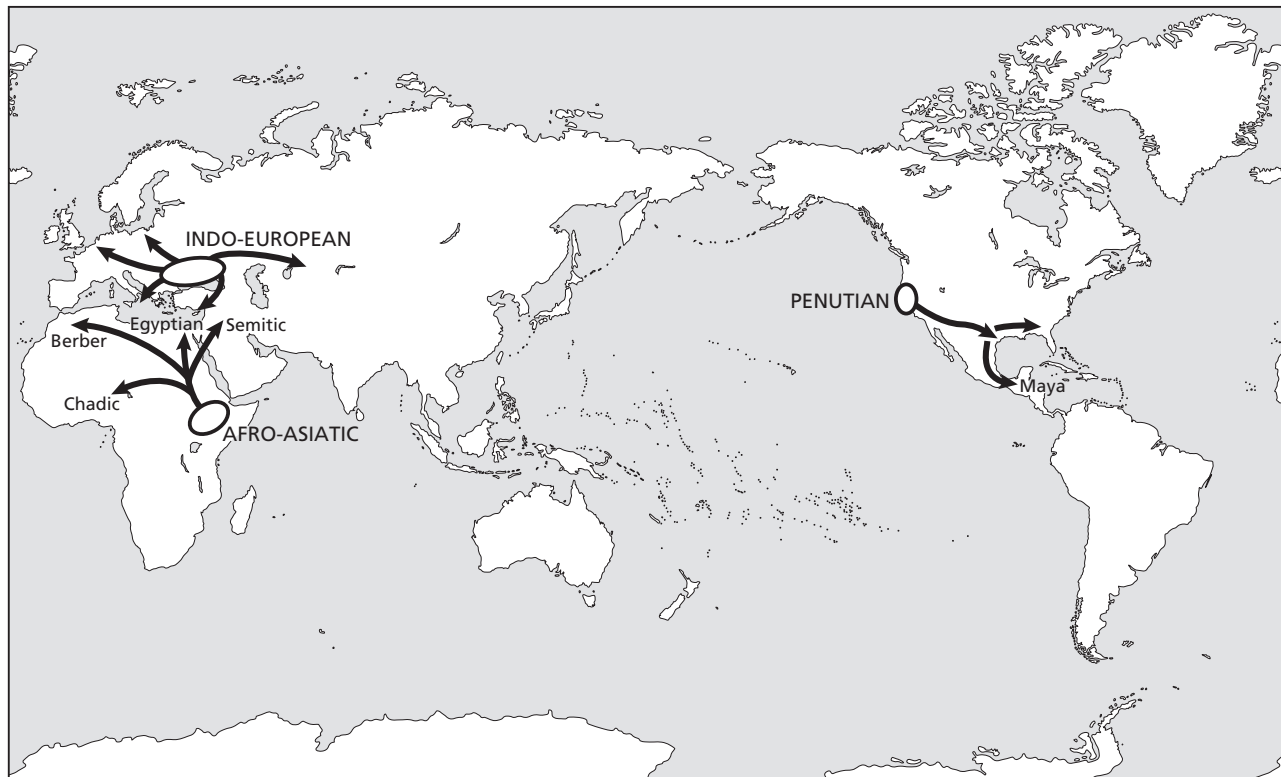 INDO-EUROPEAN
PENUTIAN
Egyptian
Semitic
Berber
Maya
Chadic
AFRO-ASIATIC